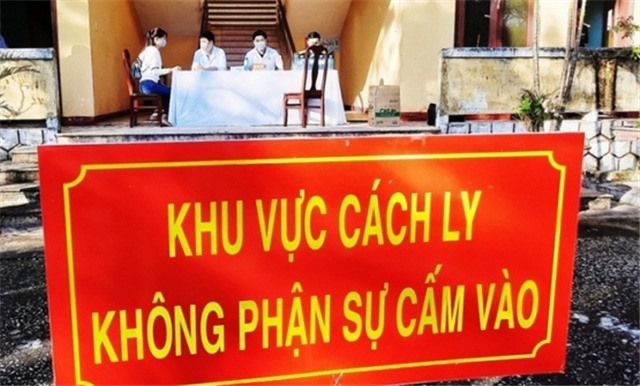 KHU VỰC CÁCH LY
KHÔNG PHẬN SỰ CẤM VÀO